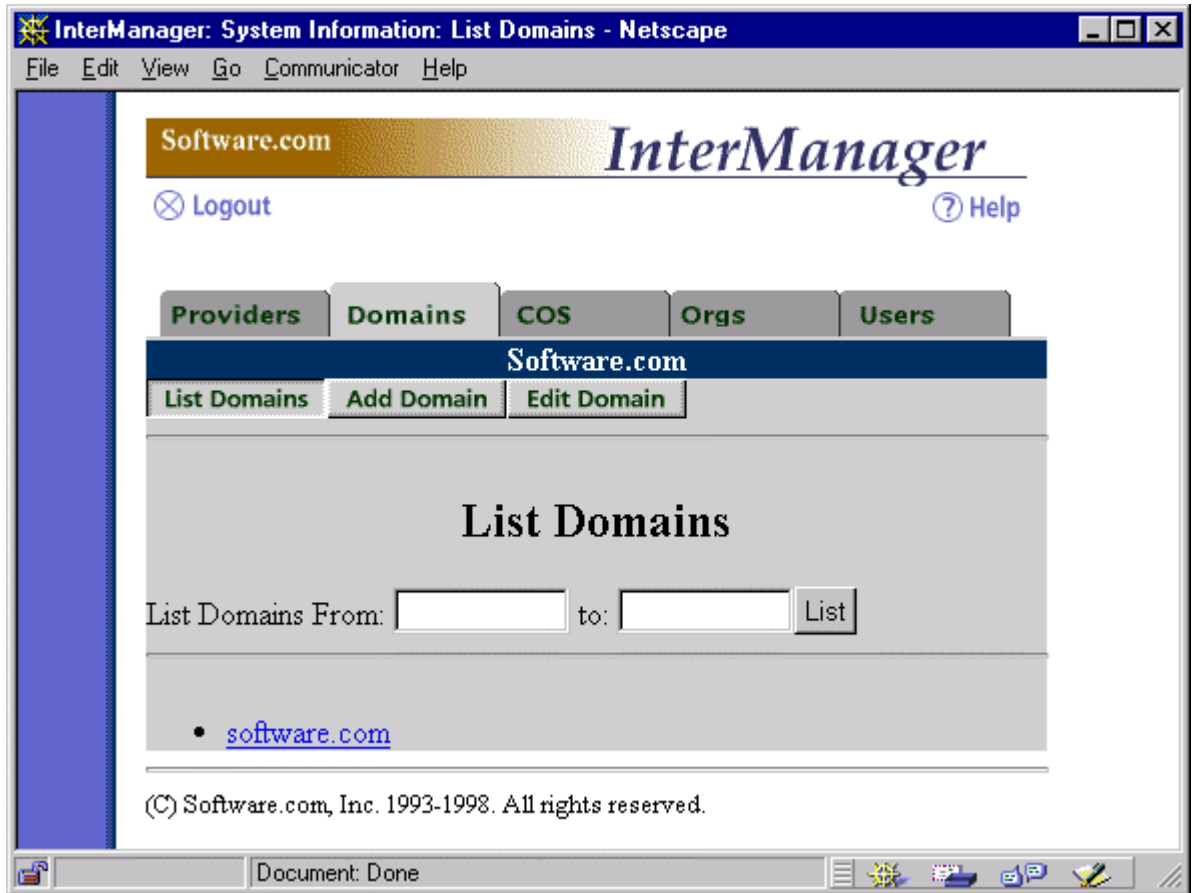 InterManager: System Information: List Domains - Netscape
File Edit View Go Communicator Help
Software.com InterManager
Logout Help
Providers Domains COS Orgs Users
Software.com
List Domains Add Domain Edit Domain
List Domains
List Domains From: to: List
• software.com
(C) Software.com, Inc. 1993-1998. All rights reserved.
Document: Done